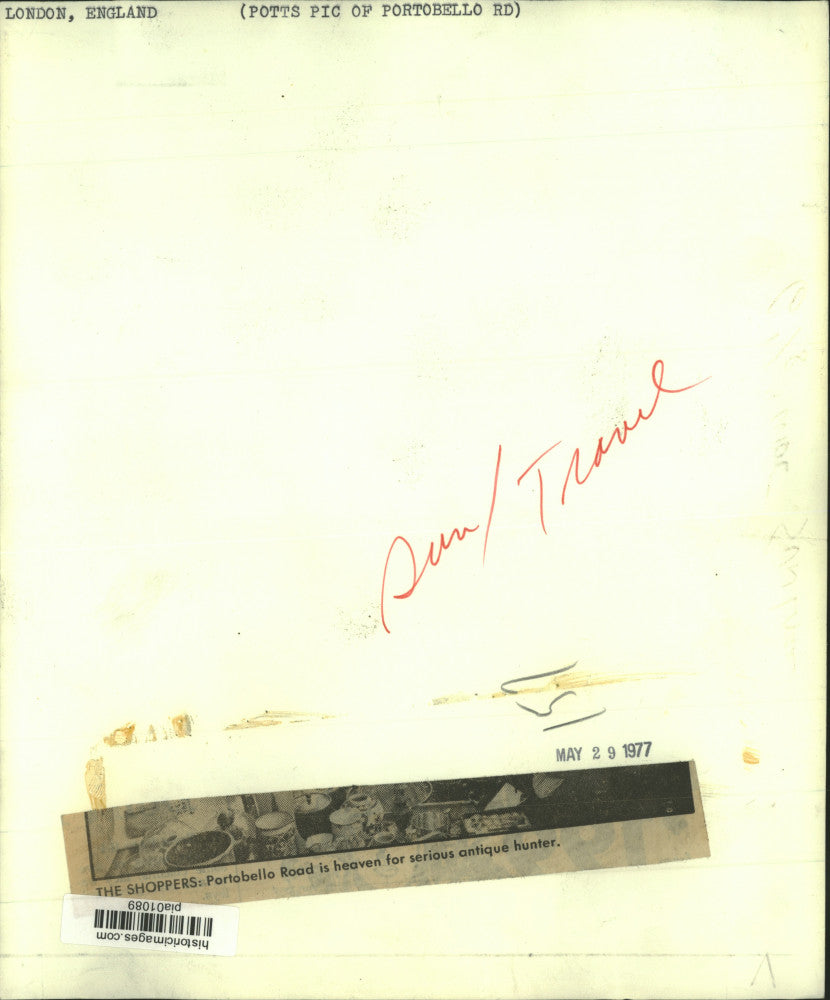 LONDON, ENGLAND (POTTS PIC OF PORTOBELLO RD)
Sun/Travel
MAY 29 1977
THE SHOPPERS: Portobello Road is heaven for serious antique hunter.
pia01089
historicimages.com